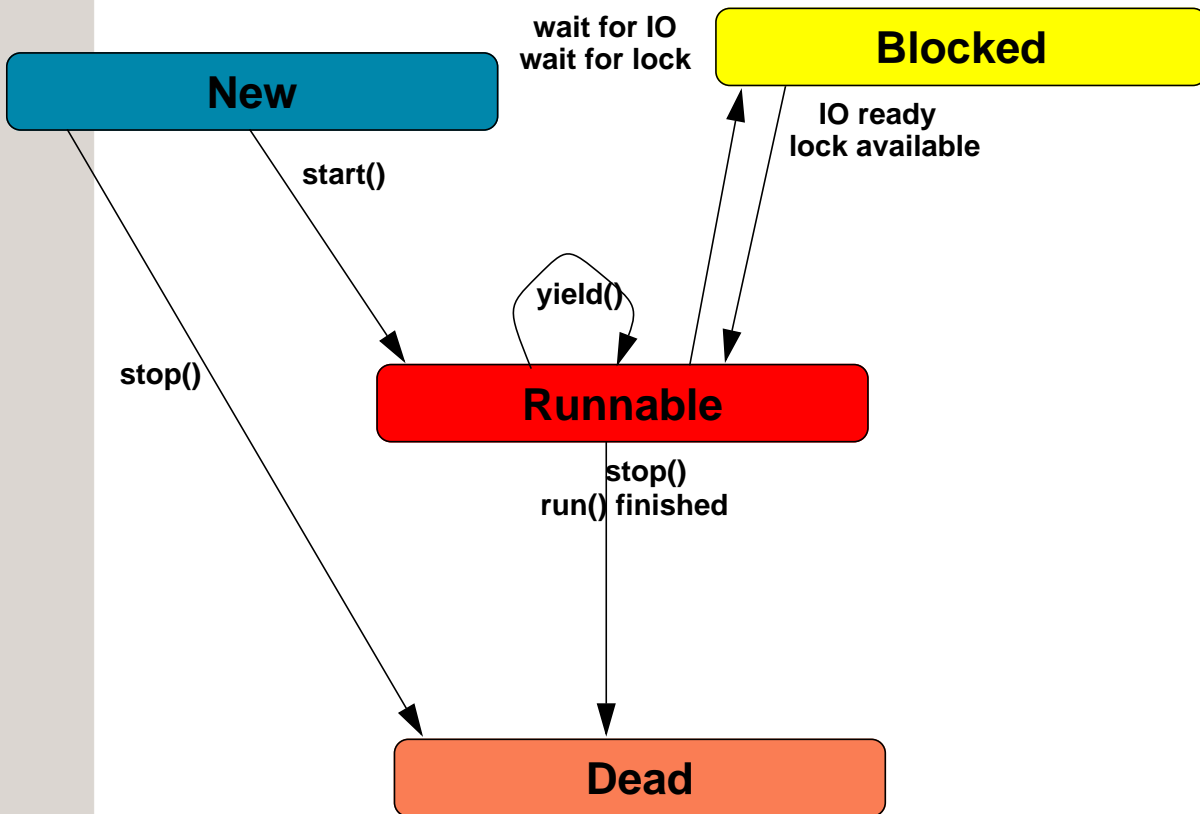 wait for IO
wait for lock
Blocked
New
IO ready
lock available
start()
yield()
stop()
Runnable
stop()
run() finished
Dead